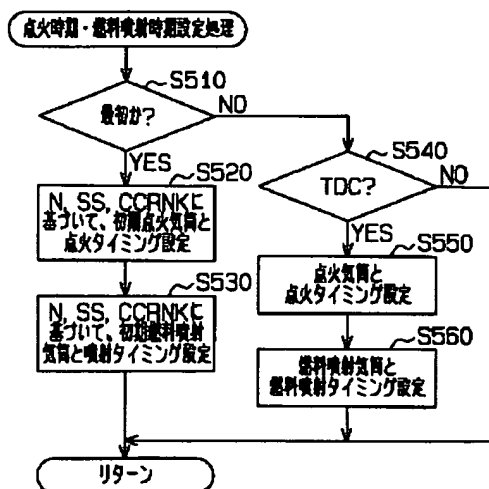 点火時期・燃料噴射時期設定処理
S510
最初か?
NO
YES
S520
N, SS, CCRNKに
基づいて、初期点火気筒と
点火タイミング設定
S530
N, SS, CCRNKに
基づいて、初期燃料噴射
気筒と噴射タイミング設定
S540
TDC?
NO
YES
S550
点火気筒と
点火タイミング設定
S560
燃料噴射気筒と
燃料噴射タイミング設定
リターン